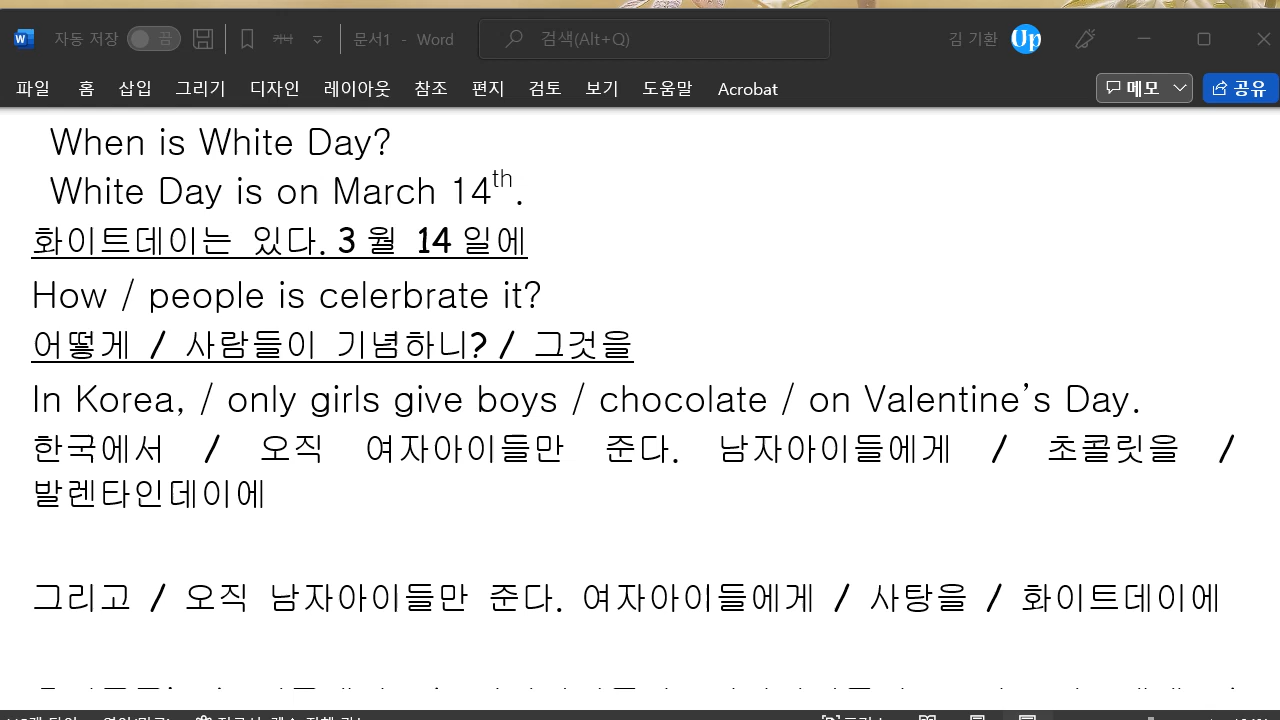 자동 저장 끔 가나 문서1 - Word 검색(Alt+Q) 김 기환 Up
파일 홈 삽입 그리기 디자인 레이아웃 참조 편지 검토 보기 도움말 Acrobat 메모 공유
When is White Day?
White Day is on March 14th.
화이트데이는 있다. 3월 14일에
How / people is celerbrate it?
어떻게 / 사람들이 기념하니? / 그것을
In Korea, / only girls give boys / chocolate / on Valentine's Day.
한국에서 / 오직 여자아이들만 준다. 남자아이들에게 / 초콜릿을 /
발렌타인데이에
그리고 / 오직 남자아이들만 준다. 여자아이들에게 / 사탕을 / 화이트데이에